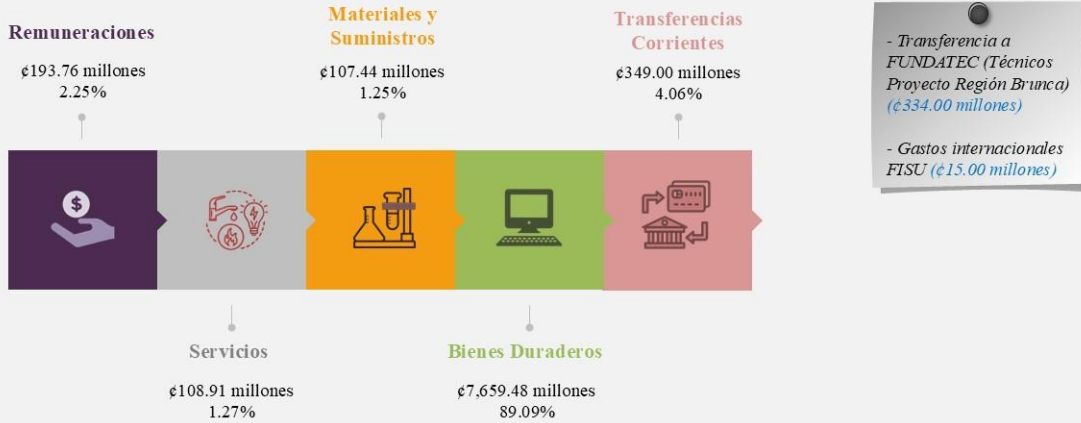 Remuneraciones
¢193.76 millones
2.25%
Materiales y
Suministros
¢107.44 millones
1.25%
Transferencias
Corrientes
¢349.00 millones
4.06%
- Transferencia a
FUNDATEC (Técnicos
Proyecto Región Brunca)
(¢334.00 millones)
- Gastos internacionales
FISU (¢15.00 millones)
$
Servicios
¢108.91 millones
1.27%
Bienes Duraderos
¢7,659.48 millones
89.09%